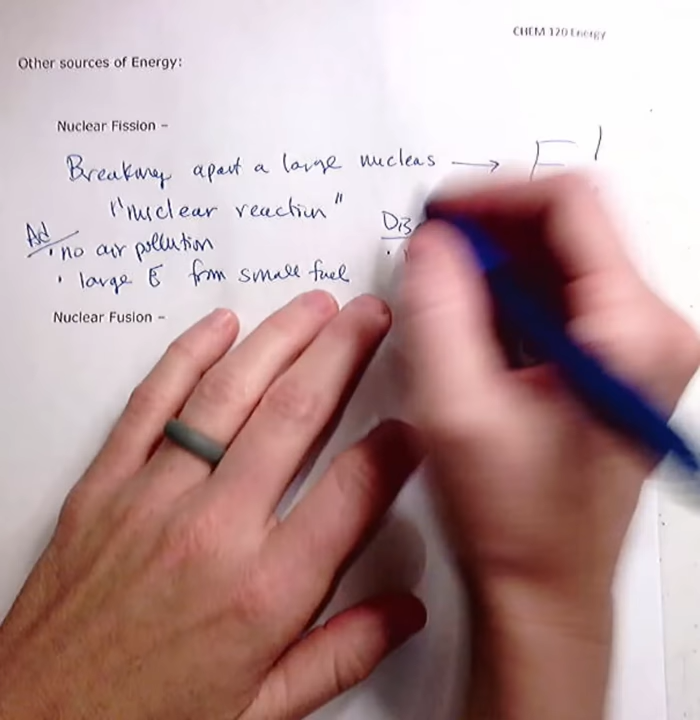 CHEM 120 Energy
Other sources of Energy:
Nuclear Fission –
Breaking apart a large nucleas → E!
"nuclear reaction"
Ad
• no air pollution
• large E from small fuel
Nuclear Fusion –